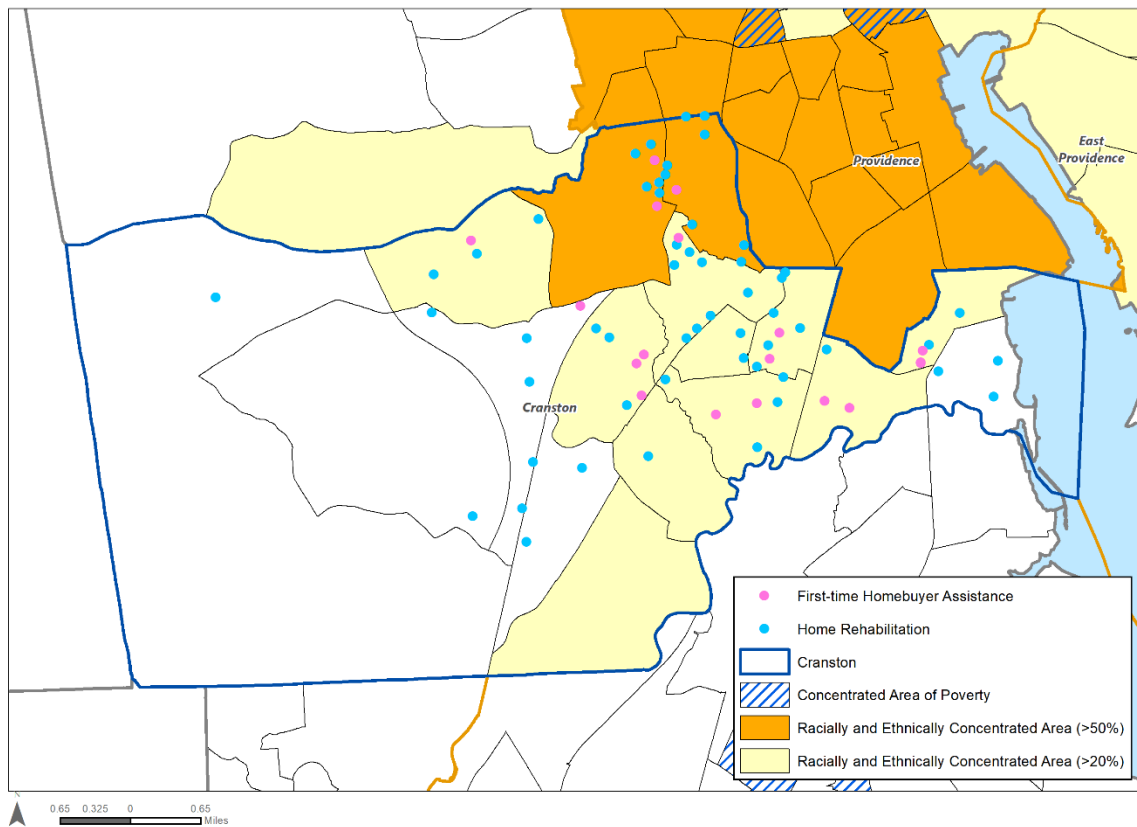 Providence
East
Providence
Cranston
First-time Homebuyer Assistance
Home Rehabilitation
Cranston
Concentrated Area of Poverty
Racially and Ethnically Concentrated Area (>50%)
Racially and Ethnically Concentrated Area (>20%)
0.65 0.325 0 0.65
Miles